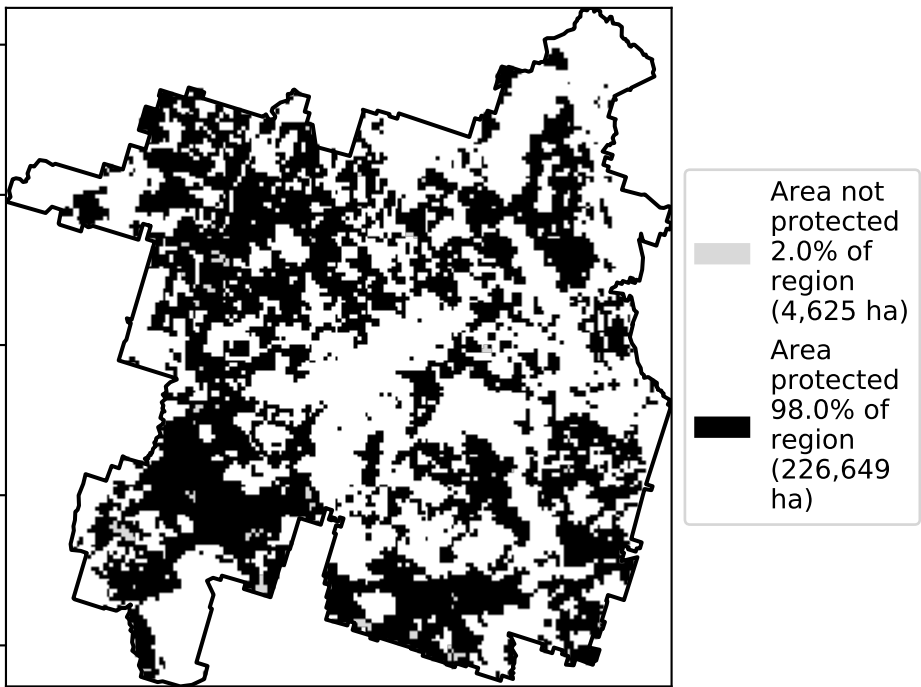 Area not
protected
2.0% of
region
(4,625 ha)
Area
protected
98.0% of
region
(226,649
ha)